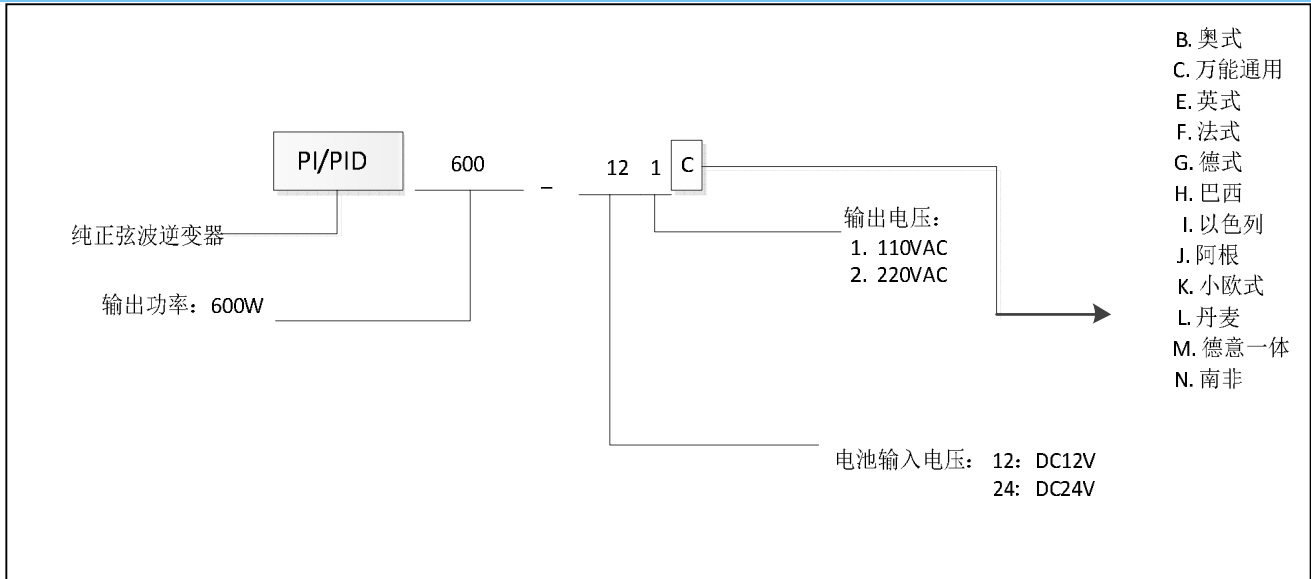 PI/PID
600
–
12 1 C
纯正弦波逆变器
输出功率：600W
输出电压：
1. 110VAC
2. 220VAC
电池输入电压： 12： DC12V
24： DC24V
B. 奥式
C. 万能通用
E. 英式
F. 法式
G. 德式
H. 巴西
I. 以色列
J. 阿根
K. 小欧式
L. 丹麦
M. 德意一体
N. 南非